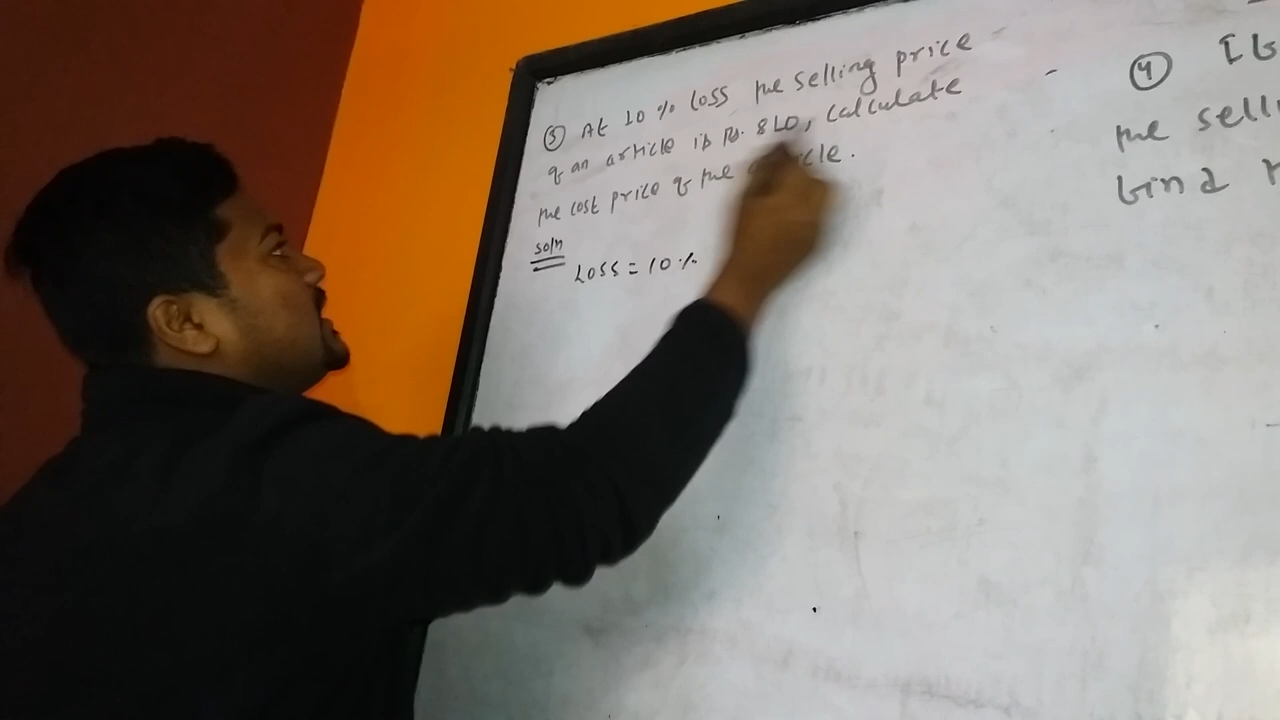 ③ At 10 % loss the selling price
of an article is Rs. 810, calculate
the cost price of the
soln
Loss = 10 %
④ If
the sell
find